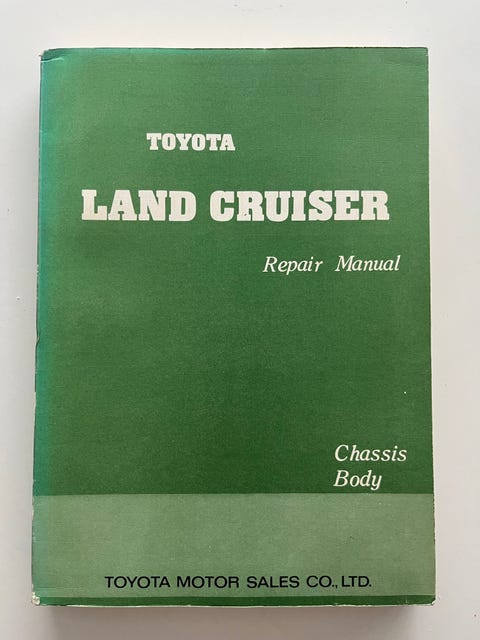 TOYOTA
LAND CRUISER
Repair Manual
Chassis
Body
TOYOTA MOTOR SALES CO., LTD.